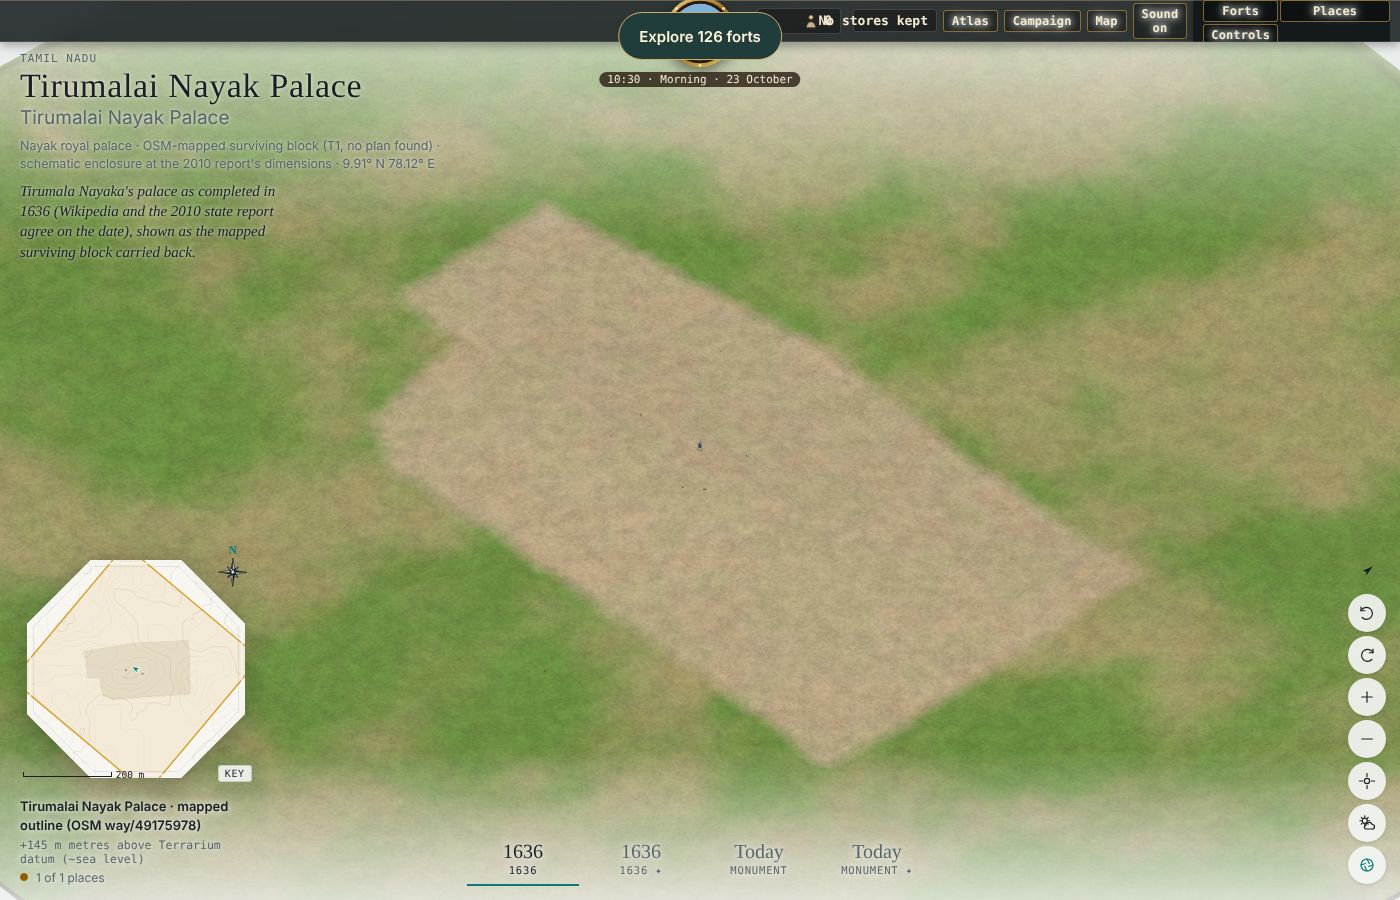 Explore 126 forts
stores kept
Atlas
Campaign
Map
Sound on
Forts
Places
Controls
10:30 · Morning · 23 October
TAMIL NADU
Tirumalai Nayak Palace
Tirumalai Nayak Palace
Nayak royal palace · OSM-mapped surviving block (T1, no plan found) ·
schematic enclosure at the 2010 report's dimensions · 9.91° N 78.12° E
Tirumala Nayaka's palace as completed in
1636 (Wikipedia and the 2010 state report
agree on the date), shown as the mapped
surviving block carried back.
N
200 m
KEY
Tirumalai Nayak Palace · mapped
outline (OSM way/49175978)
+145 m metres above Terrarium
datum (~sea level)
1 of 1 places
1636
1636
1636
1636 ✦
Today
MONUMENT
Today
MONUMENT ✦